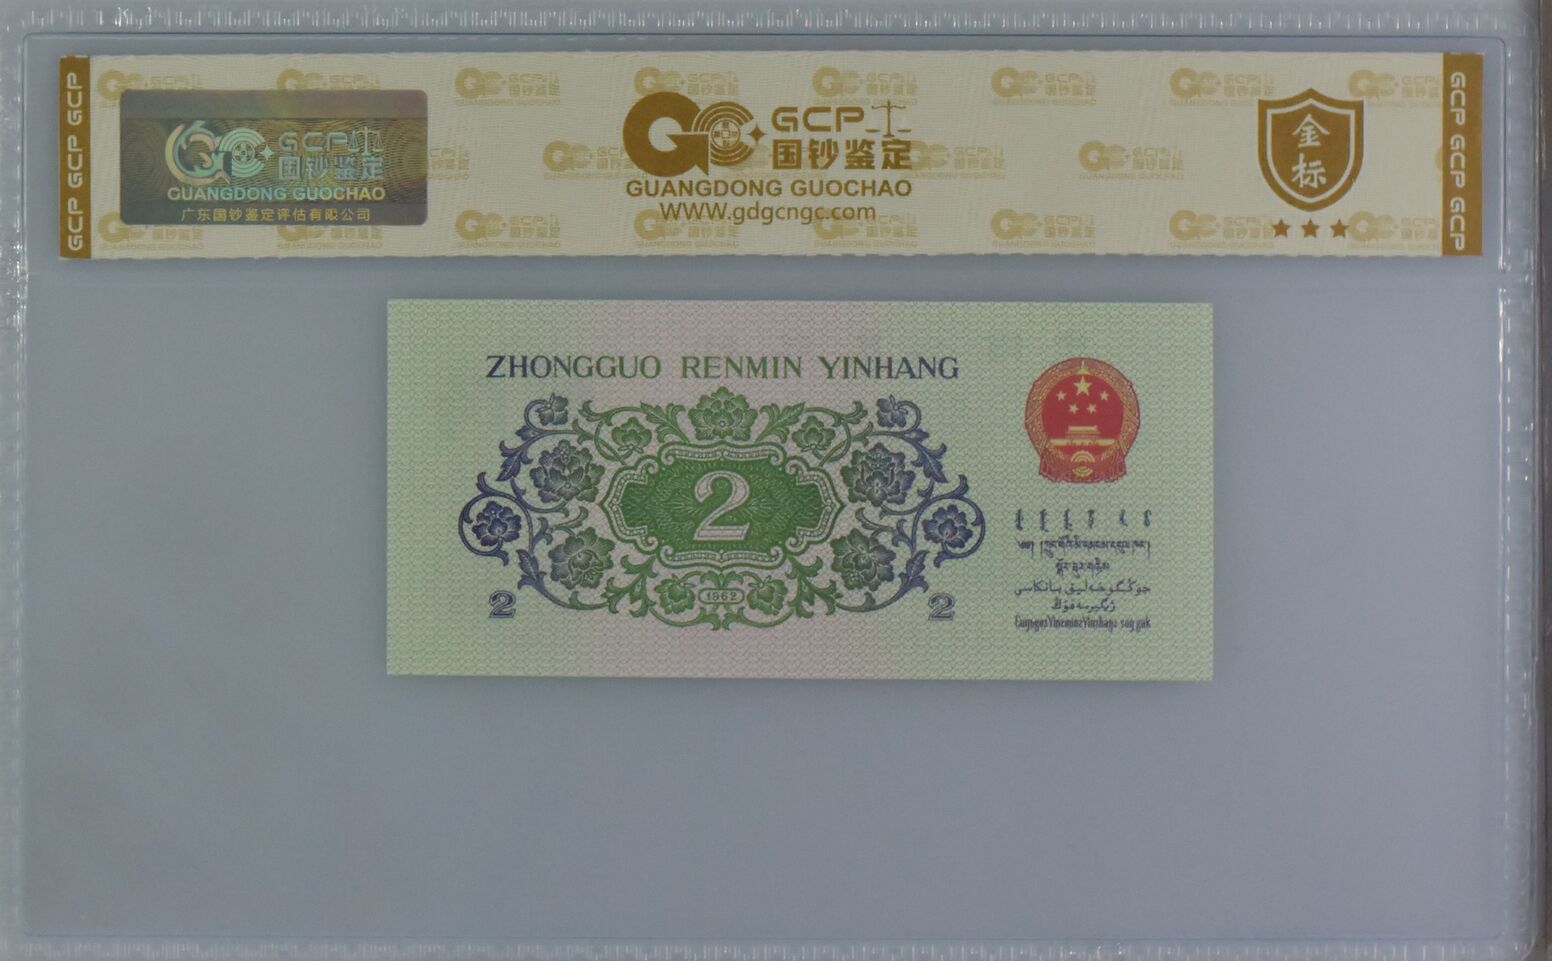 GCP GCP GCP
GCP
国钞鉴定
GUANGDONG GUOCHAO
广东国钞鉴定评估有限公司
GCP
国钞鉴定
GUANGDONG GUOCHAO
WWW.gdgcngc.com
金
标
GCP GCP GCP
ZHONGGUO RENMIN YINHANG
2
1962
2
2
جۇڭگوخەلىق بانكاسى